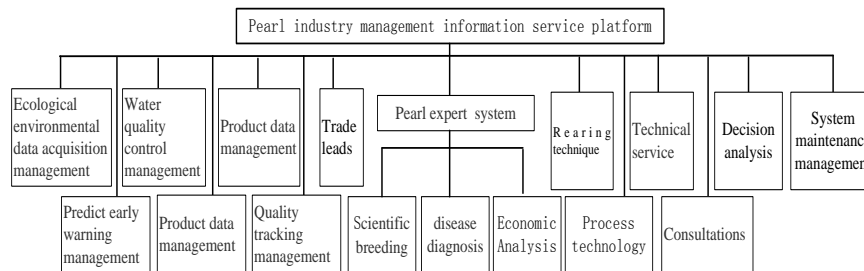 Pearl industry management information service platform
Ecological
environmental
data acquisition
management
Water
quality
control
management
Product data
management
Trade
leads
Pearl expert system
Rearing
technique
Technical
service
Decision
analysis
System
maintenance
management
Predict early
warning
management
Product data
management
Quality
tracking
management
Scientific
breeding
disease
diagnosis
Economic
Analysis
Process
technology
Consultations